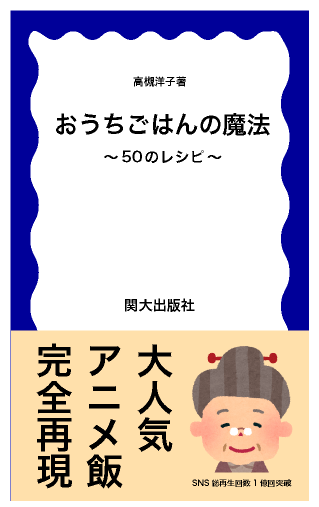 高槻洋子著
おうちごはんの魔法
～50のレシピ～
関大出版社
大人気
アニメ飯
完全再現
SNS 総再生回数 1 億回突破